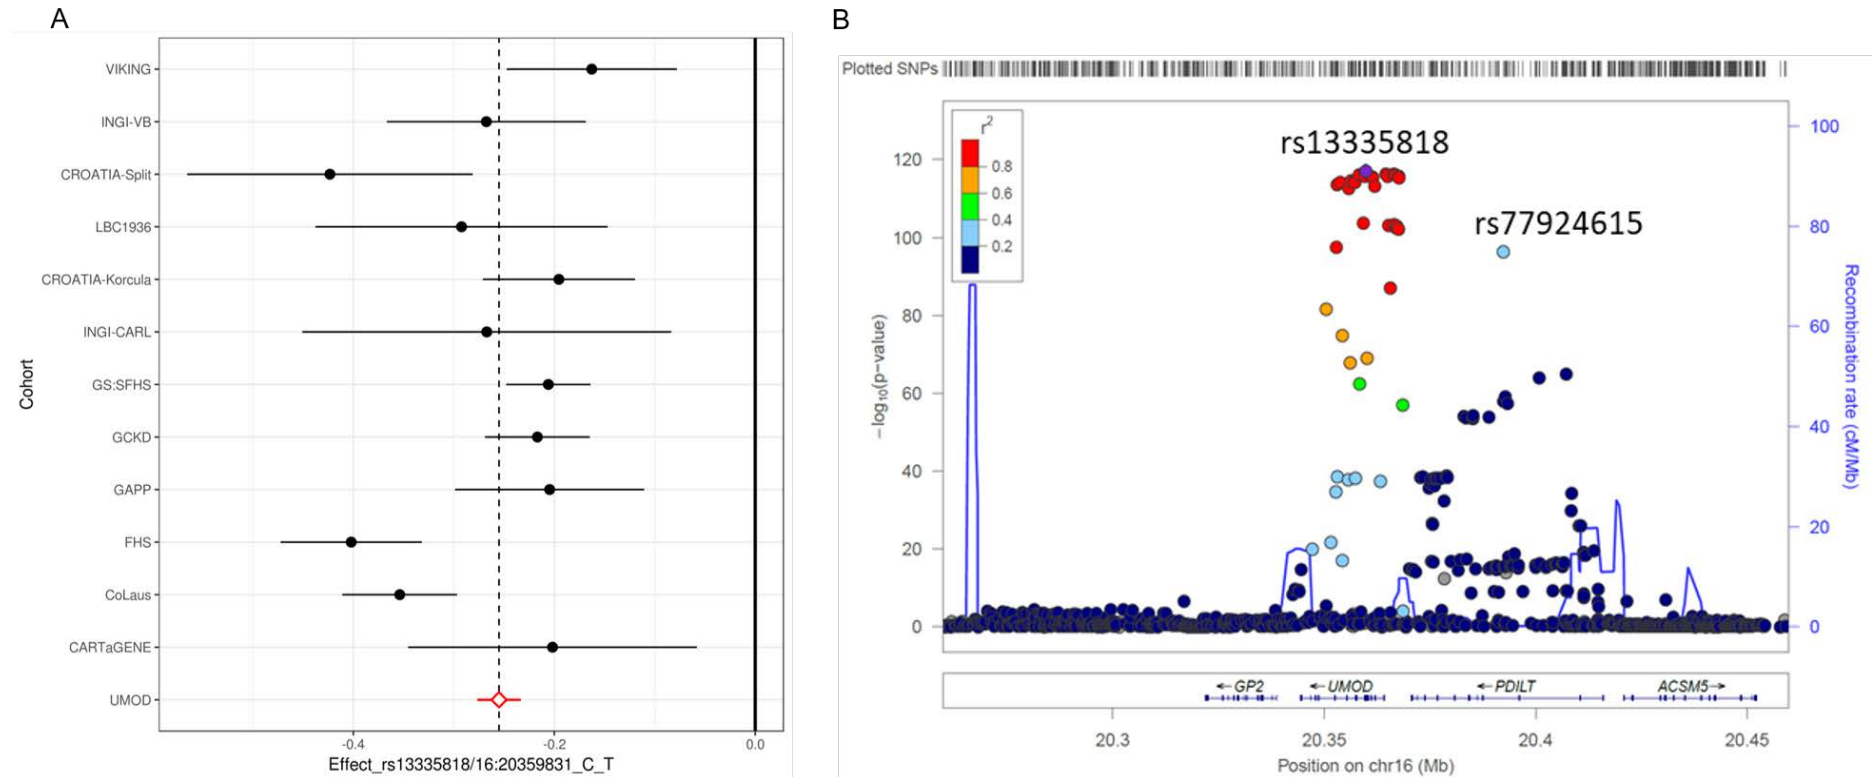 A
VIKING
INGI-VB
CROATIA-Split
LBC1936
CROATIA-Korcula
INGI-CARL
GS:SFHS
GCKD
GAPP
FHS
CoLaus
CARTaGENE
UMOD
Cohort
-0.4 -0.2 0.0
Effect_rs13335818/16:20359831_C_T
B
Plotted SNPs
r2
0.8
0.6
0.4
0.2
rs13335818
rs77924615
120
100
80
60
40
20
0
−log10(p−value)
100
80
60
40
20
0
Recombination rate (cM/Mb)
←GP2 ←UMOD ←PDILT ACSM5→
20.3 20.35 20.4 20.45
Position on chr16 (Mb)